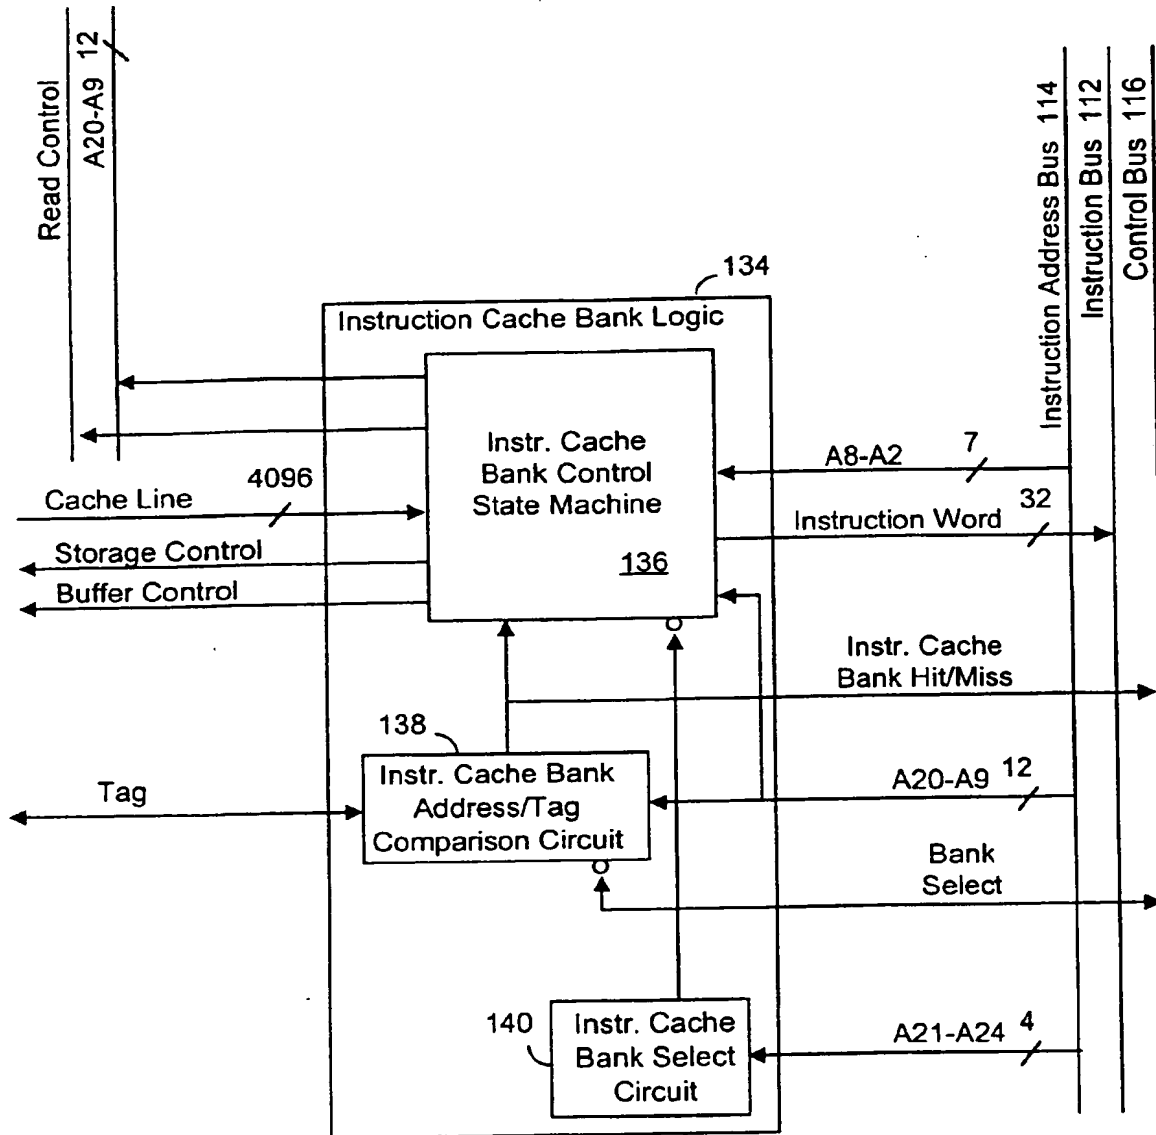 Read Control
A20-A9 12
Instruction Address Bus 114
Instruction Bus 112
Control Bus 116
134
Instruction Cache Bank Logic
Instr. Cache
Bank Control
State Machine
136
A8-A2
7
Instruction Word
32
Cache Line
4096
Storage Control
Buffer Control
Instr. Cache
Bank Hit/Miss
138
Instr. Cache Bank
Address/Tag
Comparison Circuit
Tag
A20-A9
12
Bank
Select
140
Instr. Cache
Bank Select
Circuit
A21-A24
4